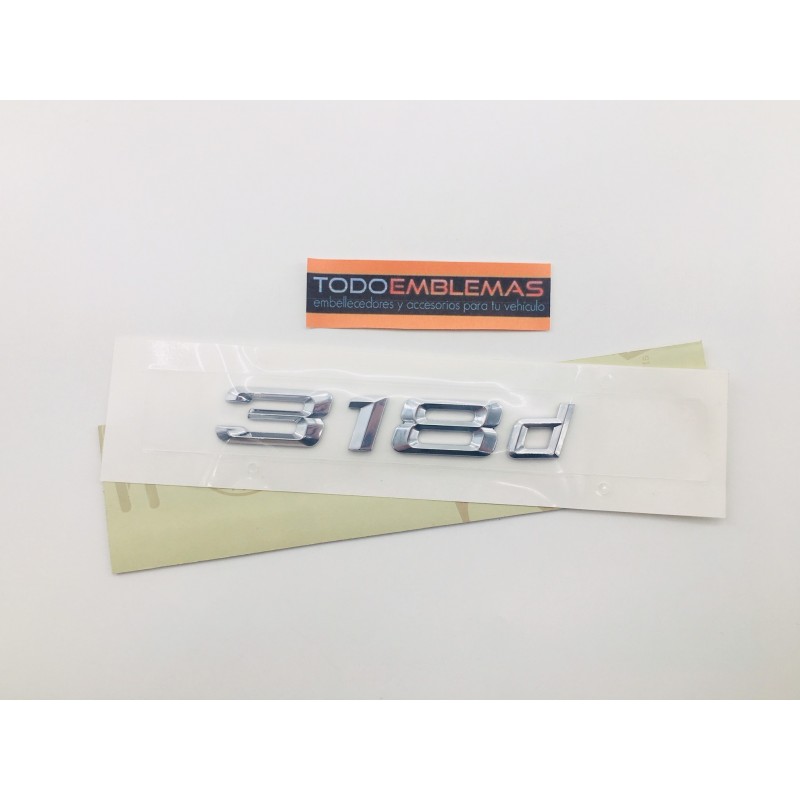 TODOEMBLEMAS
embellecedores y accesorios para tu vehículo
318d